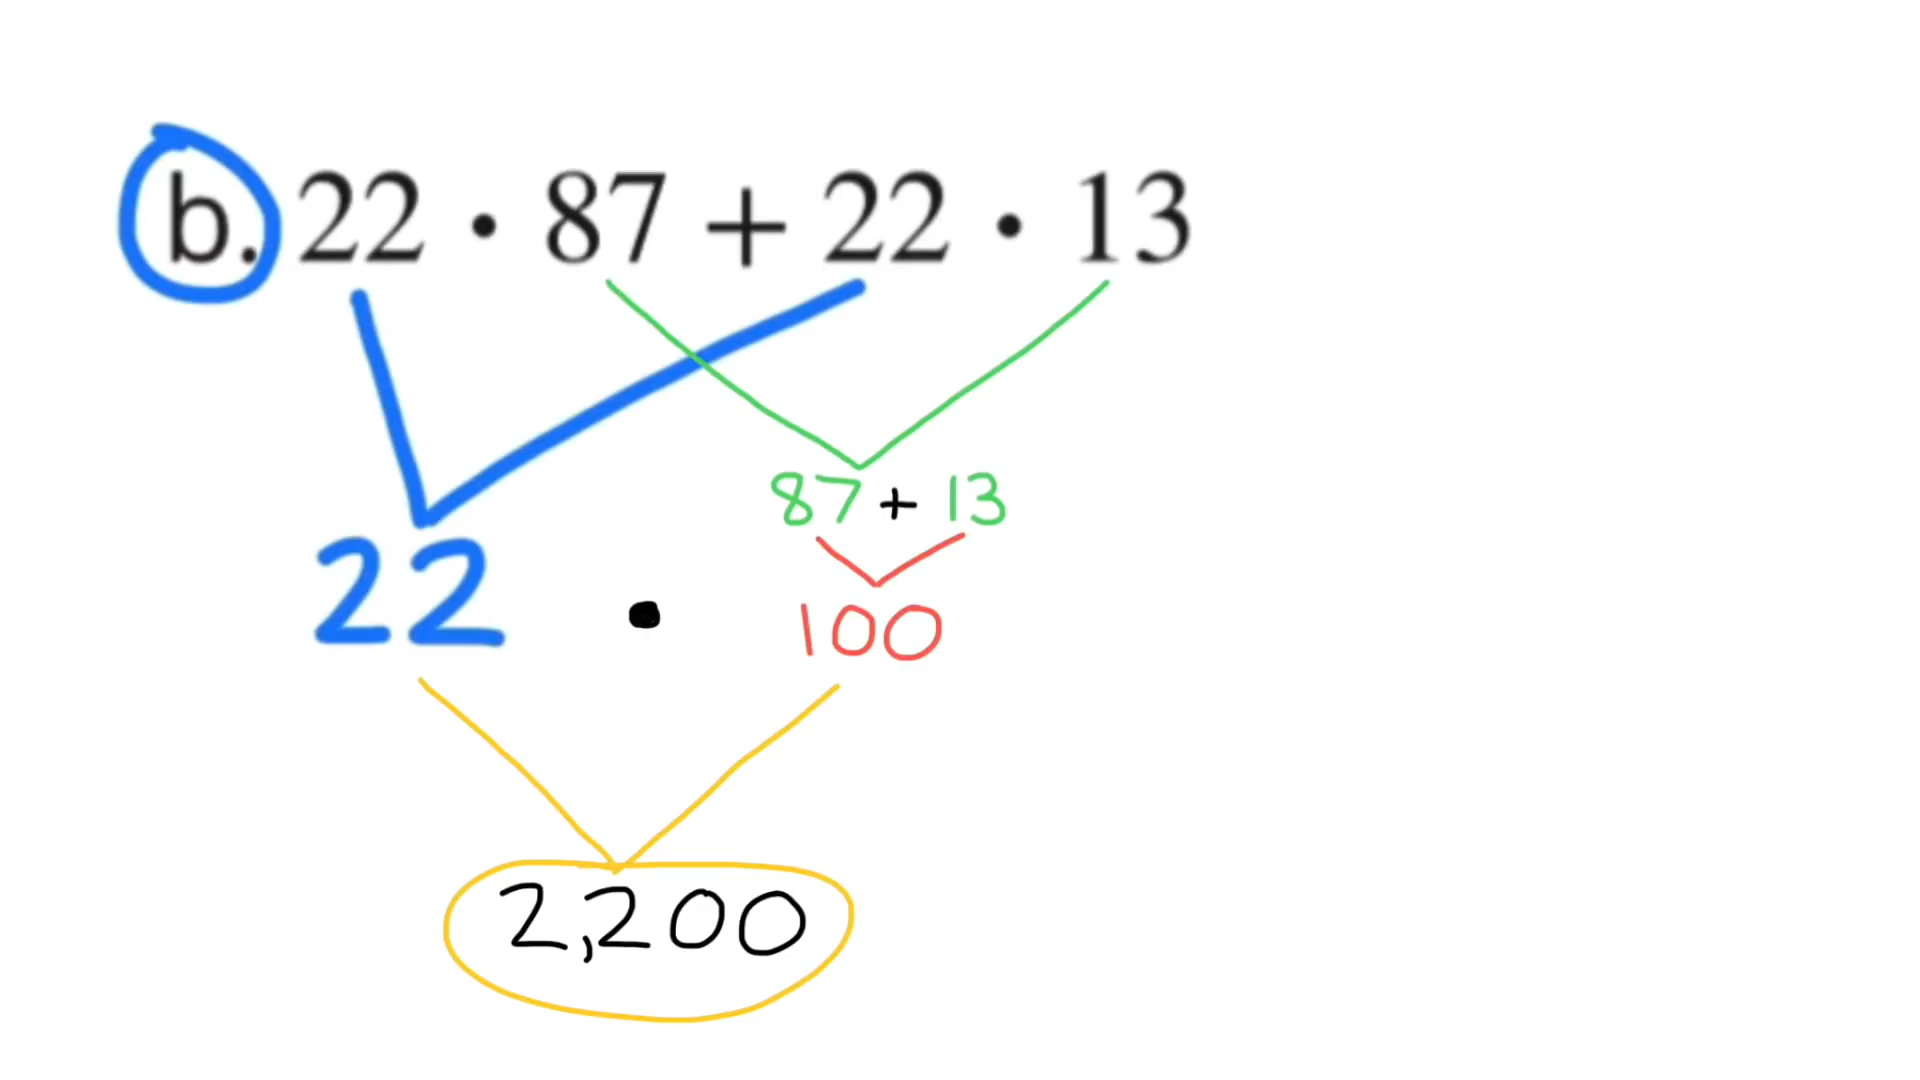 b. 22 · 87 + 22 · 13
87 + 13
22 · 100
2,200